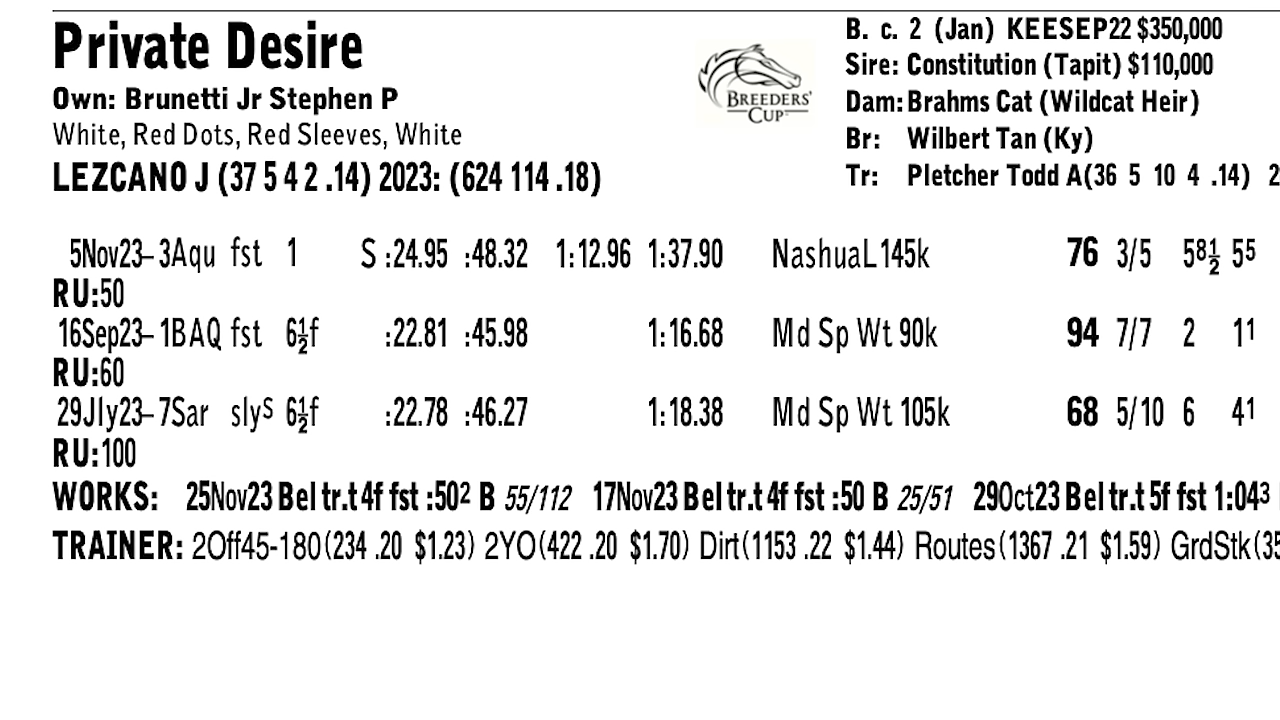 Private Desire
B. c. 2 (Jan) KEESEP22 $350,000
Own: Brunetti Jr Stephen P
Sire: Constitution (Tapit) $110,000
White, Red Dots, Red Sleeves, White
BREEDERS' CUP
Dam: Brahms Cat (Wildcat Heir)
Br: Wilbert Tan (Ky)
LEZCANO J (37 5 4 2 .14) 2023: (624 114 .18)
Tr: Pletcher Todd A(36 5 10 4 .14) 2
5Nov23–3Aqu fst 1 S :24.95 :48.32 1:12.96 1:37.90 NashuaL145k 76 3/5 5⁸½ 5⁵
RU:50
16Sep23–1BAQ fst 6½f :22.81 :45.98 1:16.68 Md Sp Wt 90k 94 7/7 2 1¹
RU:60
29Jly23–7Sar slyˢ 6½f :22.78 :46.27 1:18.38 Md Sp Wt 105k 68 5/10 6 4¹
RU:100
WORKS: 25Nov23 Bel tr.t 4f fst :50² B 55/112 17Nov23 Bel tr.t 4f fst :50 B 25/51 29Oct23 Bel tr.t 5f fst 1:04³
TRAINER: 2Off45-180(234 .20 $1.23) 2YO(422 .20 $1.70) Dirt(1153 .22 $1.44) Routes(1367 .21 $1.59) GrdStk(35